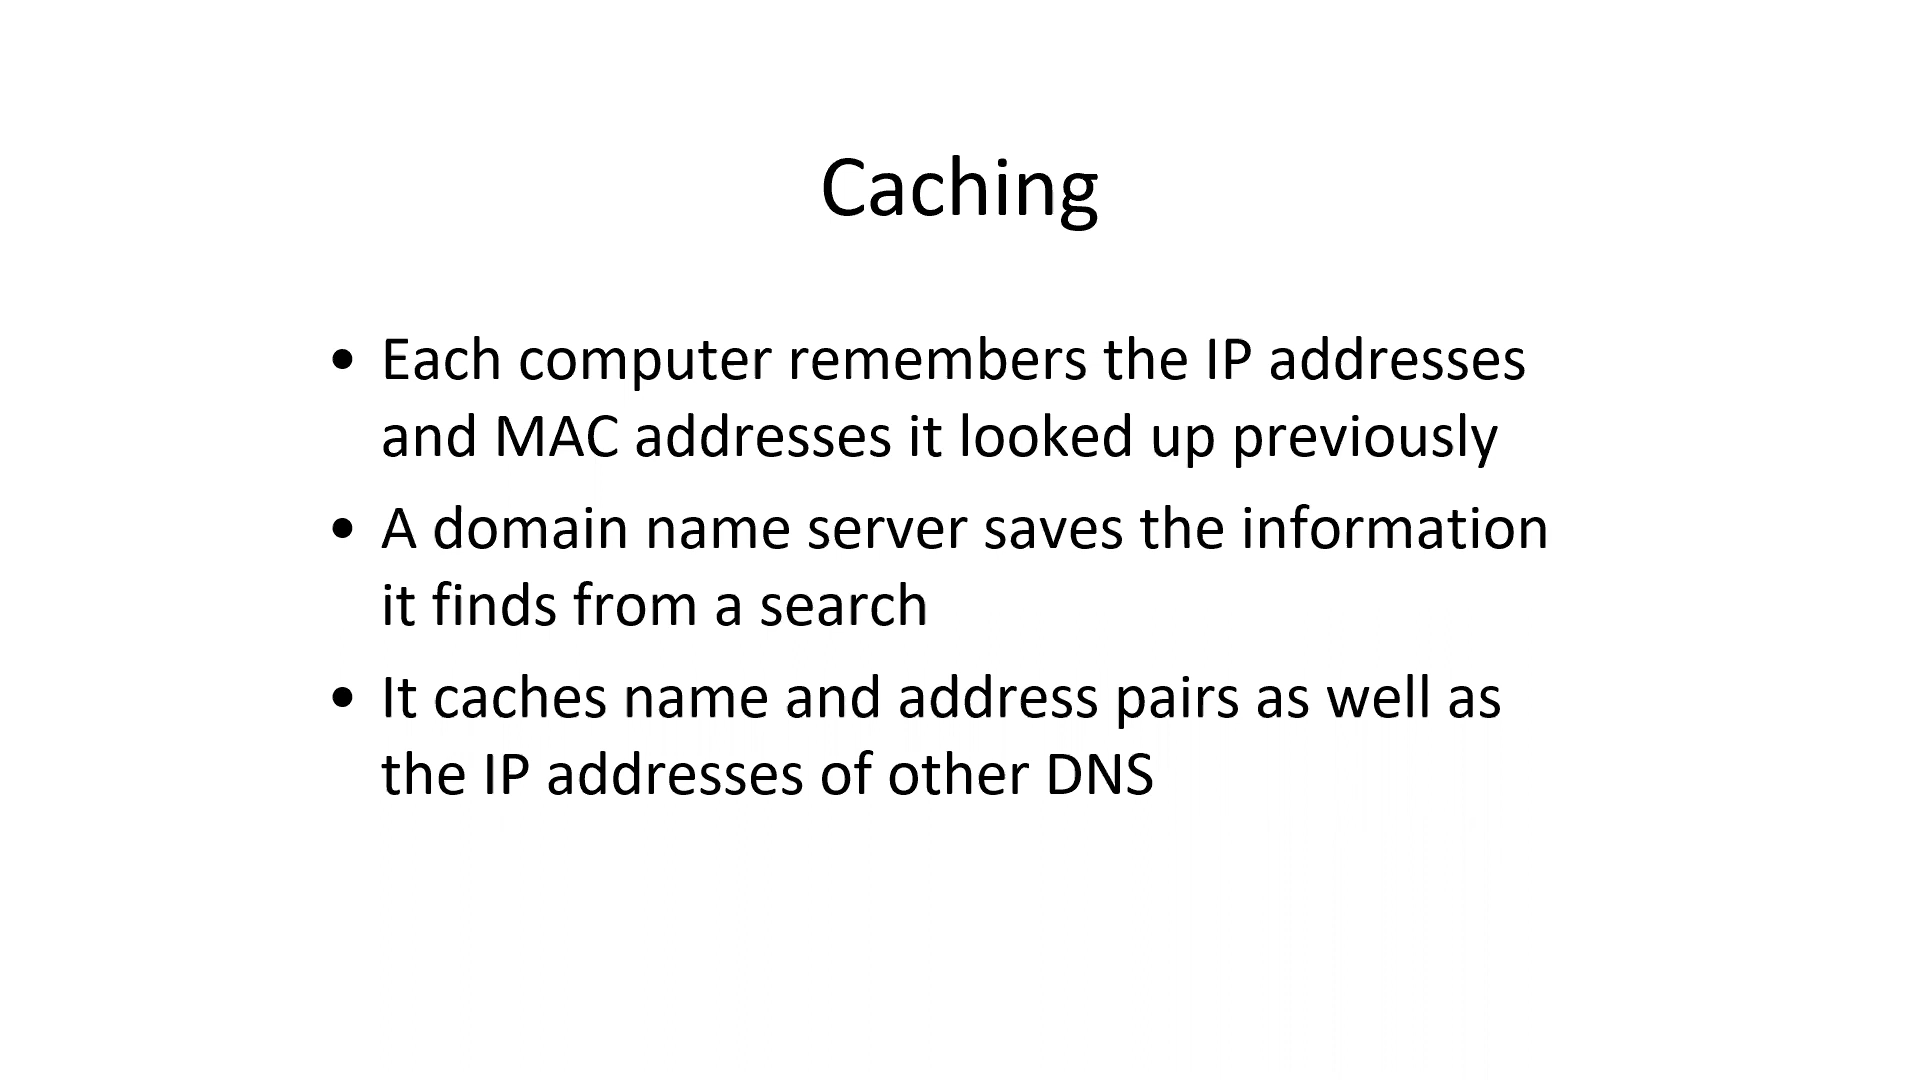 Caching
• Each computer remembers the IP addresses
and MAC addresses it looked up previously
• A domain name server saves the information
it finds from a search
• It caches name and address pairs as well as
the IP addresses of other DNS